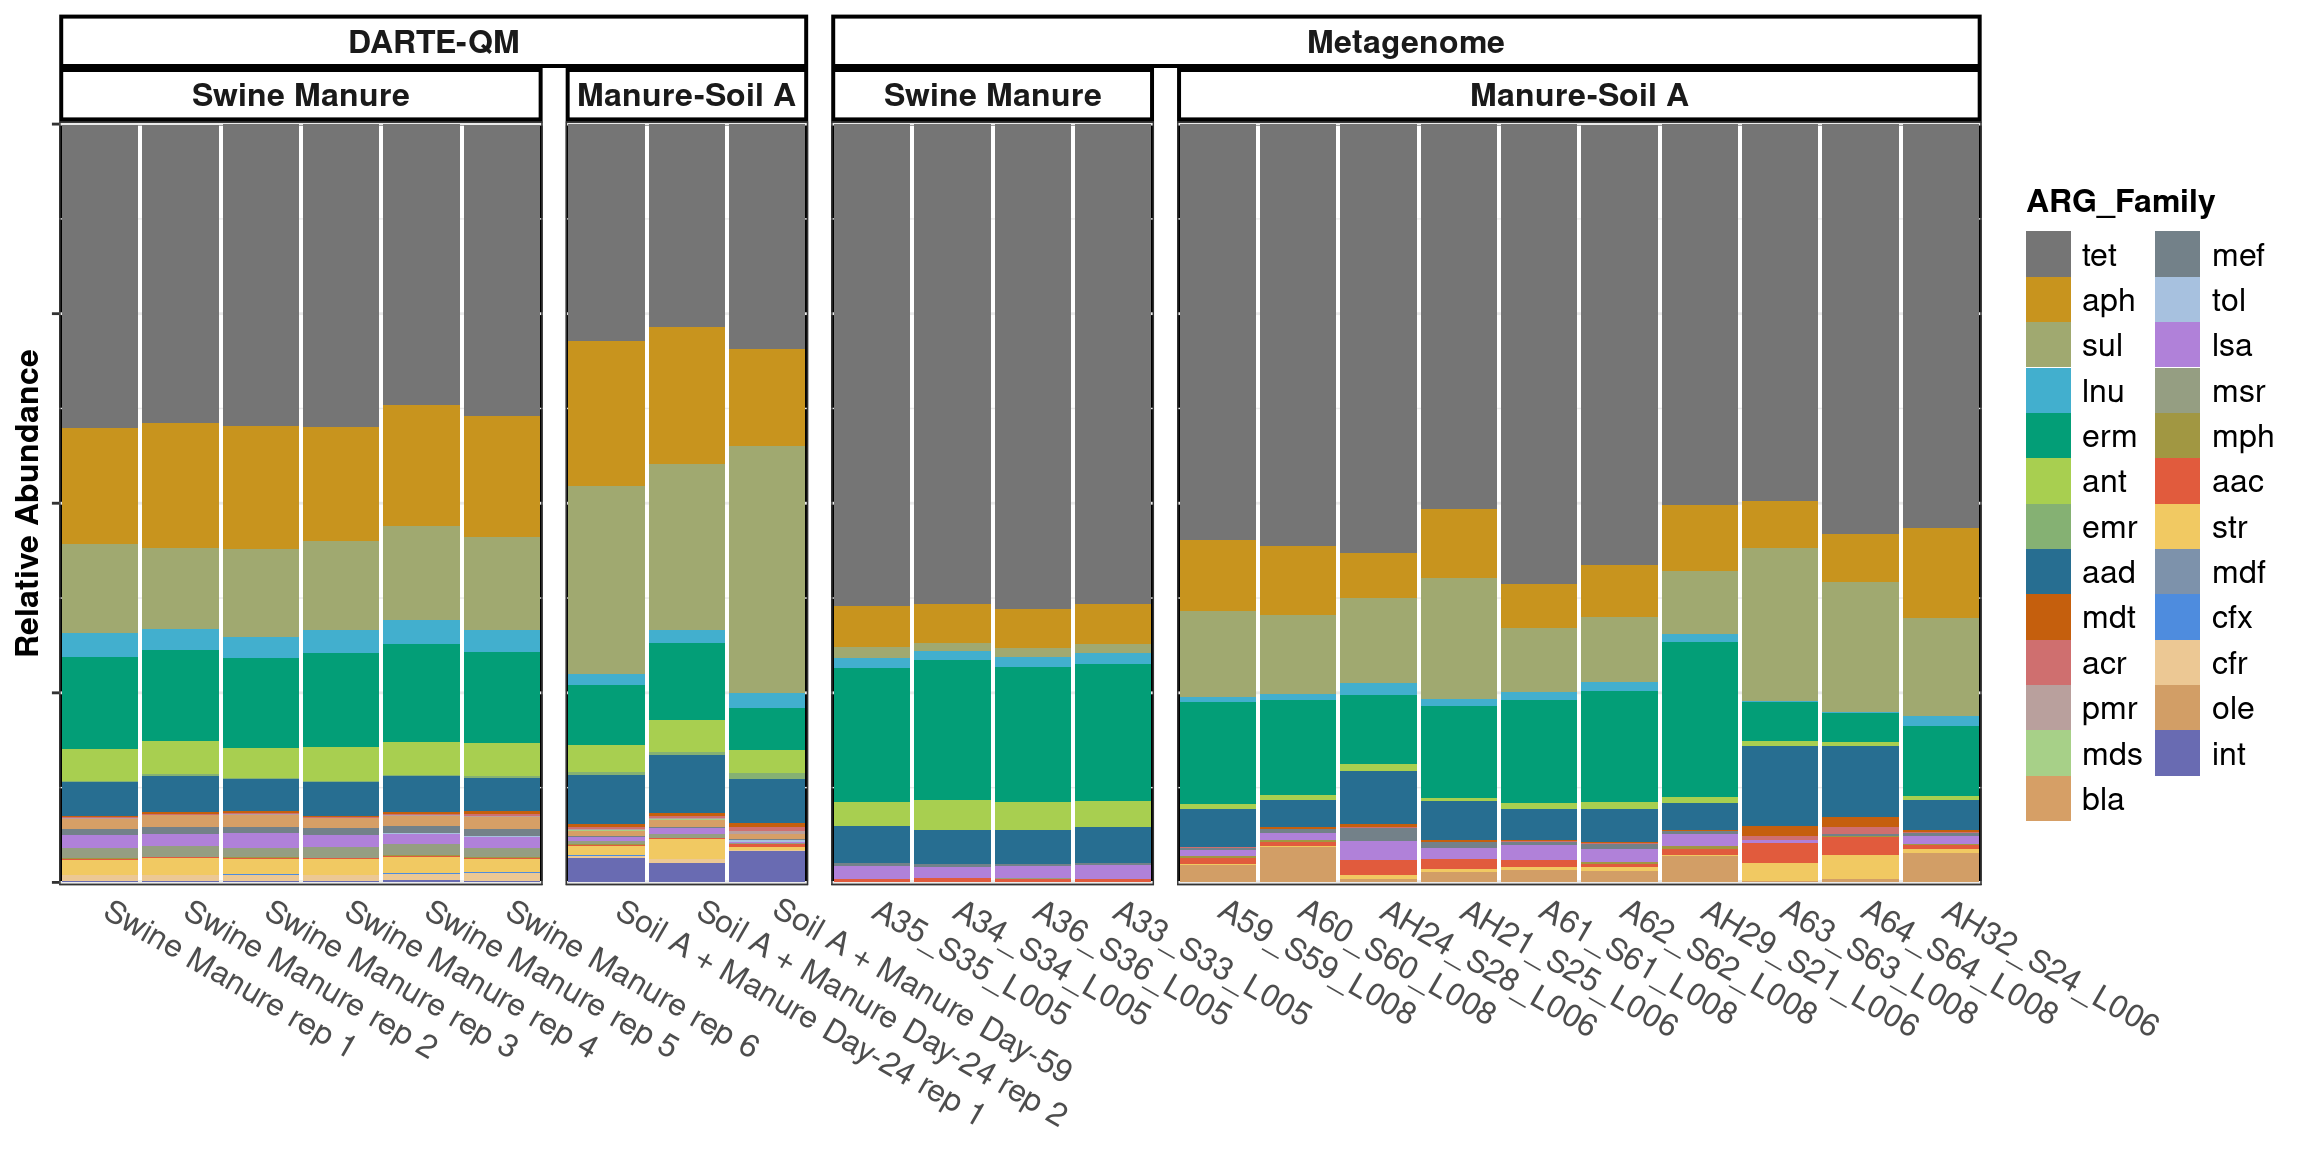 DARTE-QM
Metagenome
Swine Manure
Manure-Soil A
Swine Manure
Manure-Soil A
Relative Abundance
ARG_Family
tet
aph
sul
lnu
erm
ant
emr
aad
mdt
acr
pmr
mds
bla
mef
tol
lsa
msr
mph
aac
str
mdf
cfx
cfr
ole
int
Swine Manure rep 1
Swine Manure rep 2
Swine Manure rep 3
Swine Manure rep 4
Swine Manure rep 5
Swine Manure rep 6
Soil A + Manure Day-24 rep 1
Soil A + Manure Day-24 rep 2
Soil A + Manure Day-59
A35_S35_L005
A34_S34_L005
A36_S36_L005
A33_S33_L005
A59_S59_L008
A60_S60_L008
AH24_S28_L006
AH21_S25_L006
A61_S61_L008
A62_S62_L008
AH29_S21_L006
A63_S63_L008
A64_S64_L008
AH32_S24_L006